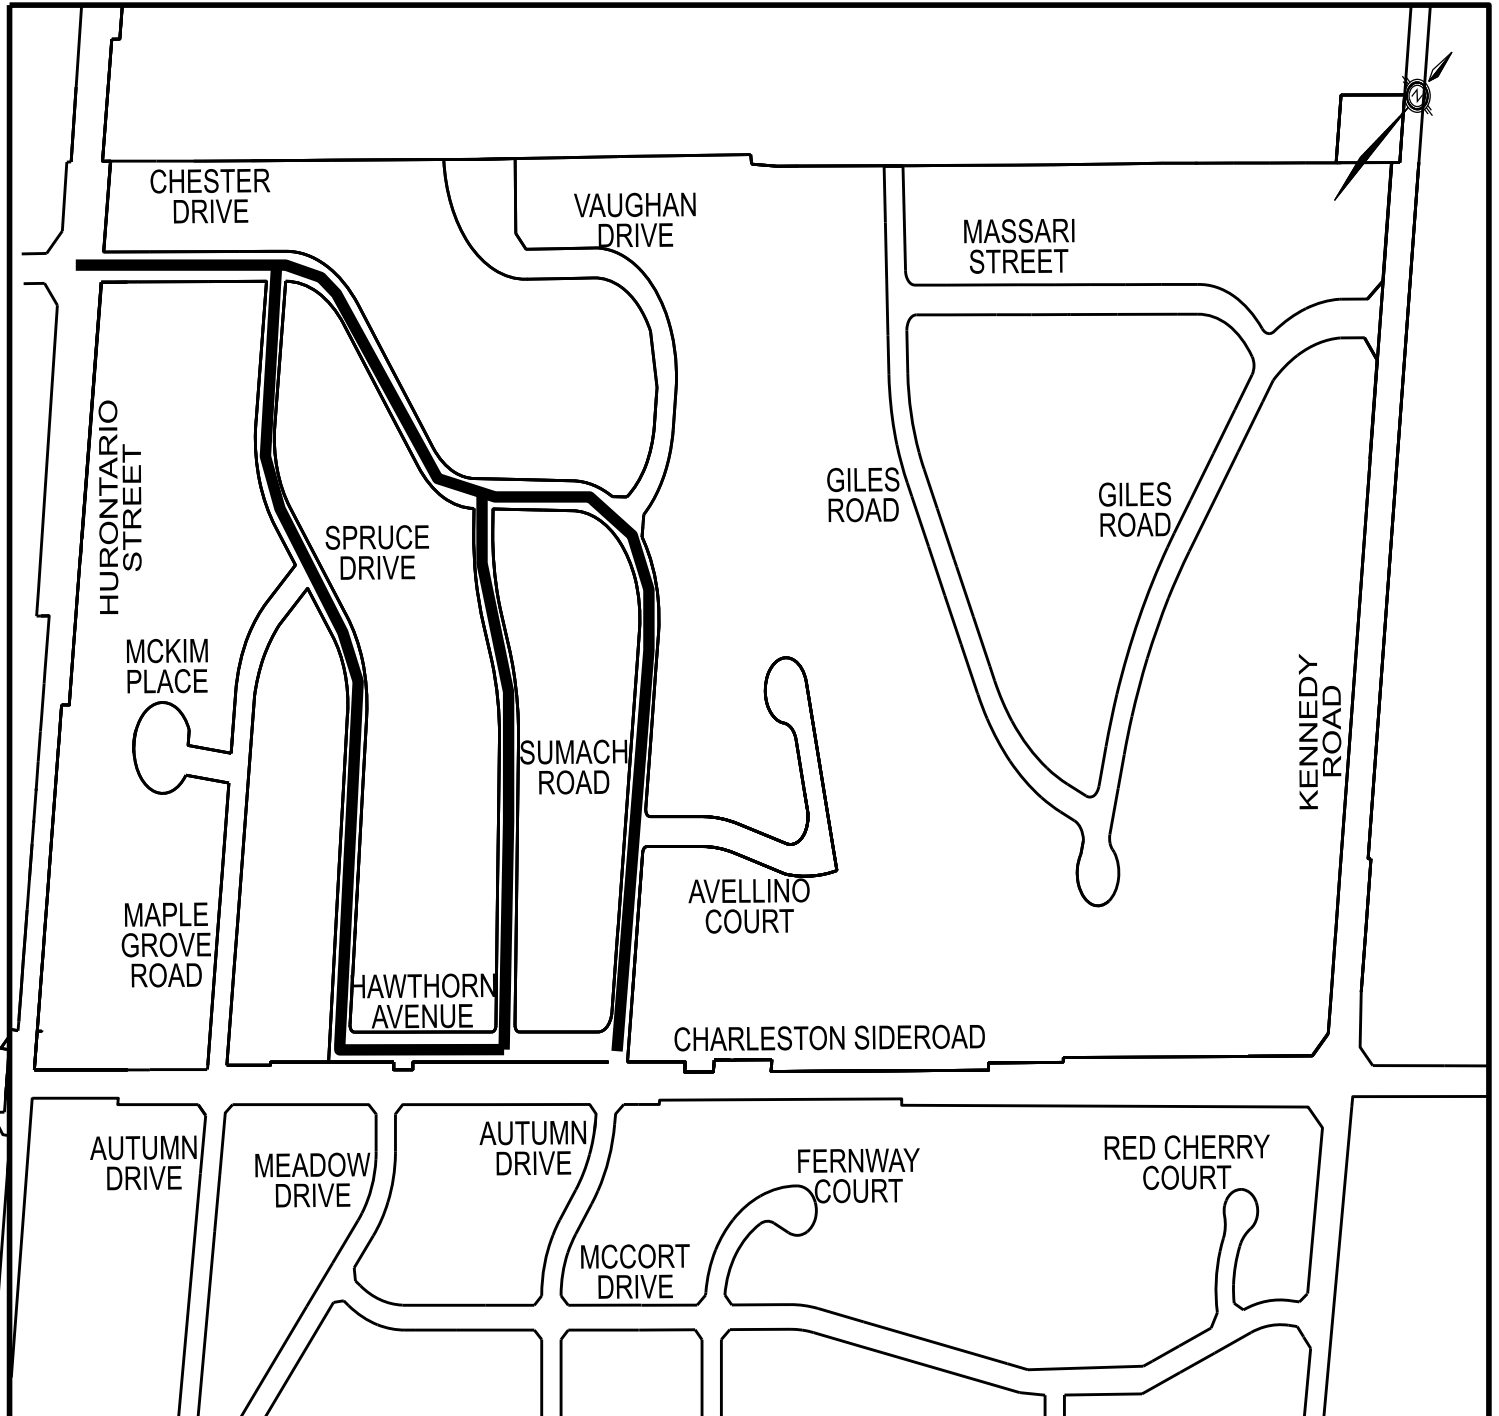 CHESTER
DRIVE
VAUGHAN
DRIVE
MASSARI
STREET
N
HURONTARIO
STREET
SPRUCE
DRIVE
GILES
ROAD
GILES
ROAD
MCKIM
PLACE
SUMACH
ROAD
KENNEDY
ROAD
MAPLE
GROVE
ROAD
AVELLINO
COURT
HAWTHORN
AVENUE
CHARLESTON SIDEROAD
AUTUMN
DRIVE
MEADOW
DRIVE
AUTUMN
DRIVE
FERNWAY
COURT
RED CHERRY
COURT
MCCORT
DRIVE